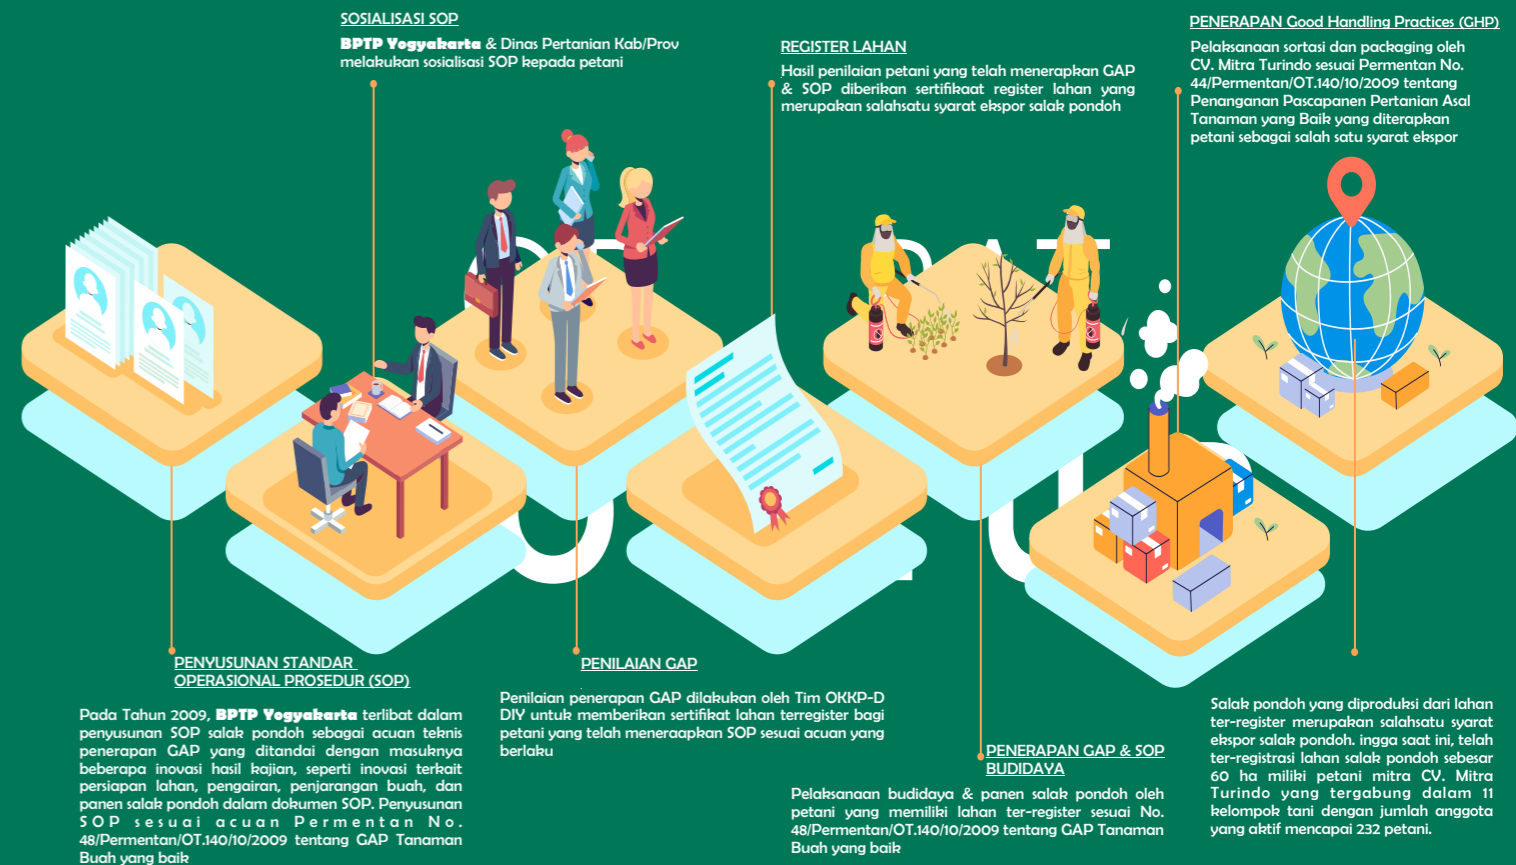 SOSIALISASI SOP
BPTP Yogyakarta & Dinas Pertanian Kab/Prov
melakukan sosialisasi SOP kepada petani
REGISTER LAHAN
Hasil penilaian petani yang telah menerapkan GAP
& SOP diberikan sertifikaat register lahan yang
merupakan salahsatu syarat ekspor salak pondoh
PENERAPAN Good Handling Practices (GHP)
Pelaksanaan sortasi dan packaging oleh
CV. Mitra Turindo sesuai Permentan No.
44/Permentan/OT.140/10/2009 tentang
Penanganan Pascapanen Pertanian Asal
Tanaman yang Baik yang diterapkan
petani sebagai salah satu syarat ekspor
PENYUSUNAN STANDAR
OPERASIONAL PROSEDUR (SOP)
Pada Tahun 2009, BPTP Yogyakarta terlibat dalam
penyusunan SOP salak pondoh sebagai acuan teknis
penerapan GAP yang ditandai dengan masuknya
beberapa inovasi hasil kajian, seperti inovasi terkait
persiapan lahan, pengairan, penjarangan buah, dan
panen salak pondoh dalam dokumen SOP. Penyusunan
SOP sesuai acuan Permentan No.
48/Permentan/OT.140/10/2009 tentang GAP Tanaman
Buah yang baik
PENILAIAN GAP
Penilaian penerapan GAP dilakukan oleh Tim OKKP-D
DIY untuk memberikan sertifikat lahan terregister bagi
petani yang telah meneraapkan SOP sesuai acuan yang
berlaku
PENERAPAN GAP & SOP
BUDIDAYA
Pelaksanaan budidaya & panen salak pondoh oleh
petani yang memiliki lahan ter-register sesuai No.
48/Permentan/OT.140/10/2009 tentang GAP Tanaman
Buah yang baik
Salak pondoh yang diproduksi dari lahan
ter-register merupakan salahsatu syarat
ekspor salak pondoh. ingga saat ini, telah
ter-registrasi lahan salak pondoh sebesar
60 ha miliki petani mitra CV. Mitra
Turindo yang tergabung dalam 11
kelompok tani dengan jumlah anggota
yang aktif mencapai 232 petani.